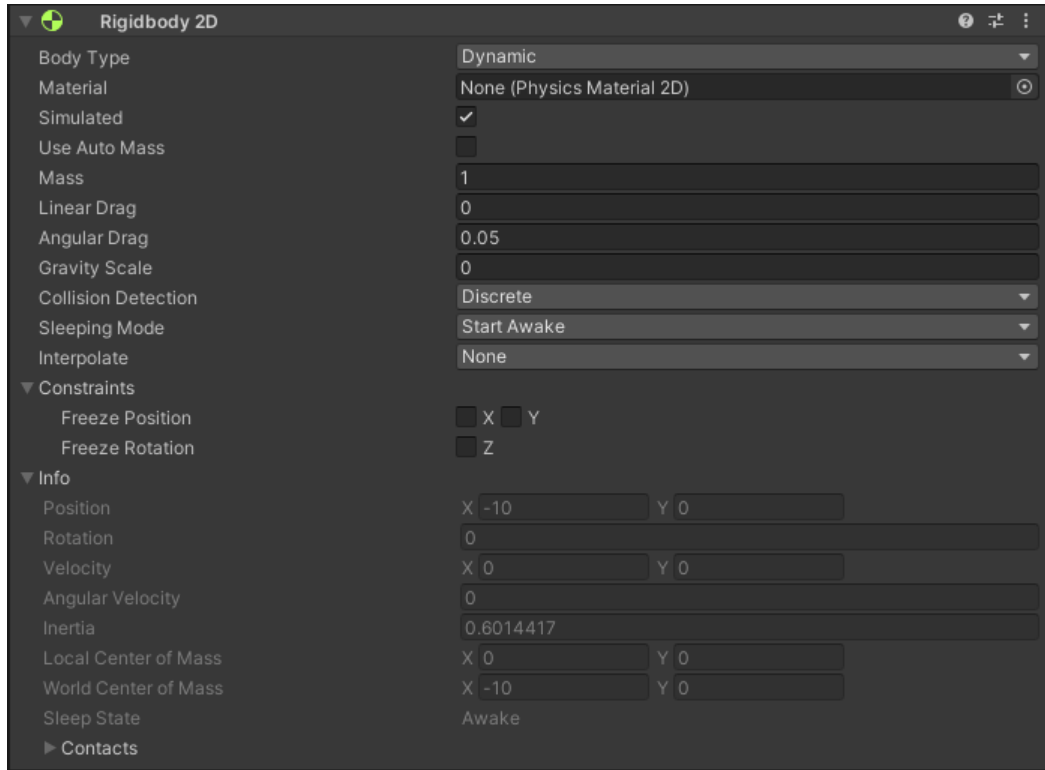 Rigidbody 2D
Body Type Dynamic
Material None (Physics Material 2D)
Simulated
Use Auto Mass
Mass 1
Linear Drag 0
Angular Drag 0.05
Gravity Scale 0
Collision Detection Discrete
Sleeping Mode Start Awake
Interpolate None
Constraints
Freeze Position X Y
Freeze Rotation Z
Info
Position X -10 Y 0
Rotation 0
Velocity X 0 Y 0
Angular Velocity 0
Inertia 0.6014417
Local Center of Mass X 0 Y 0
World Center of Mass X -10 Y 0
Sleep State Awake
Contacts